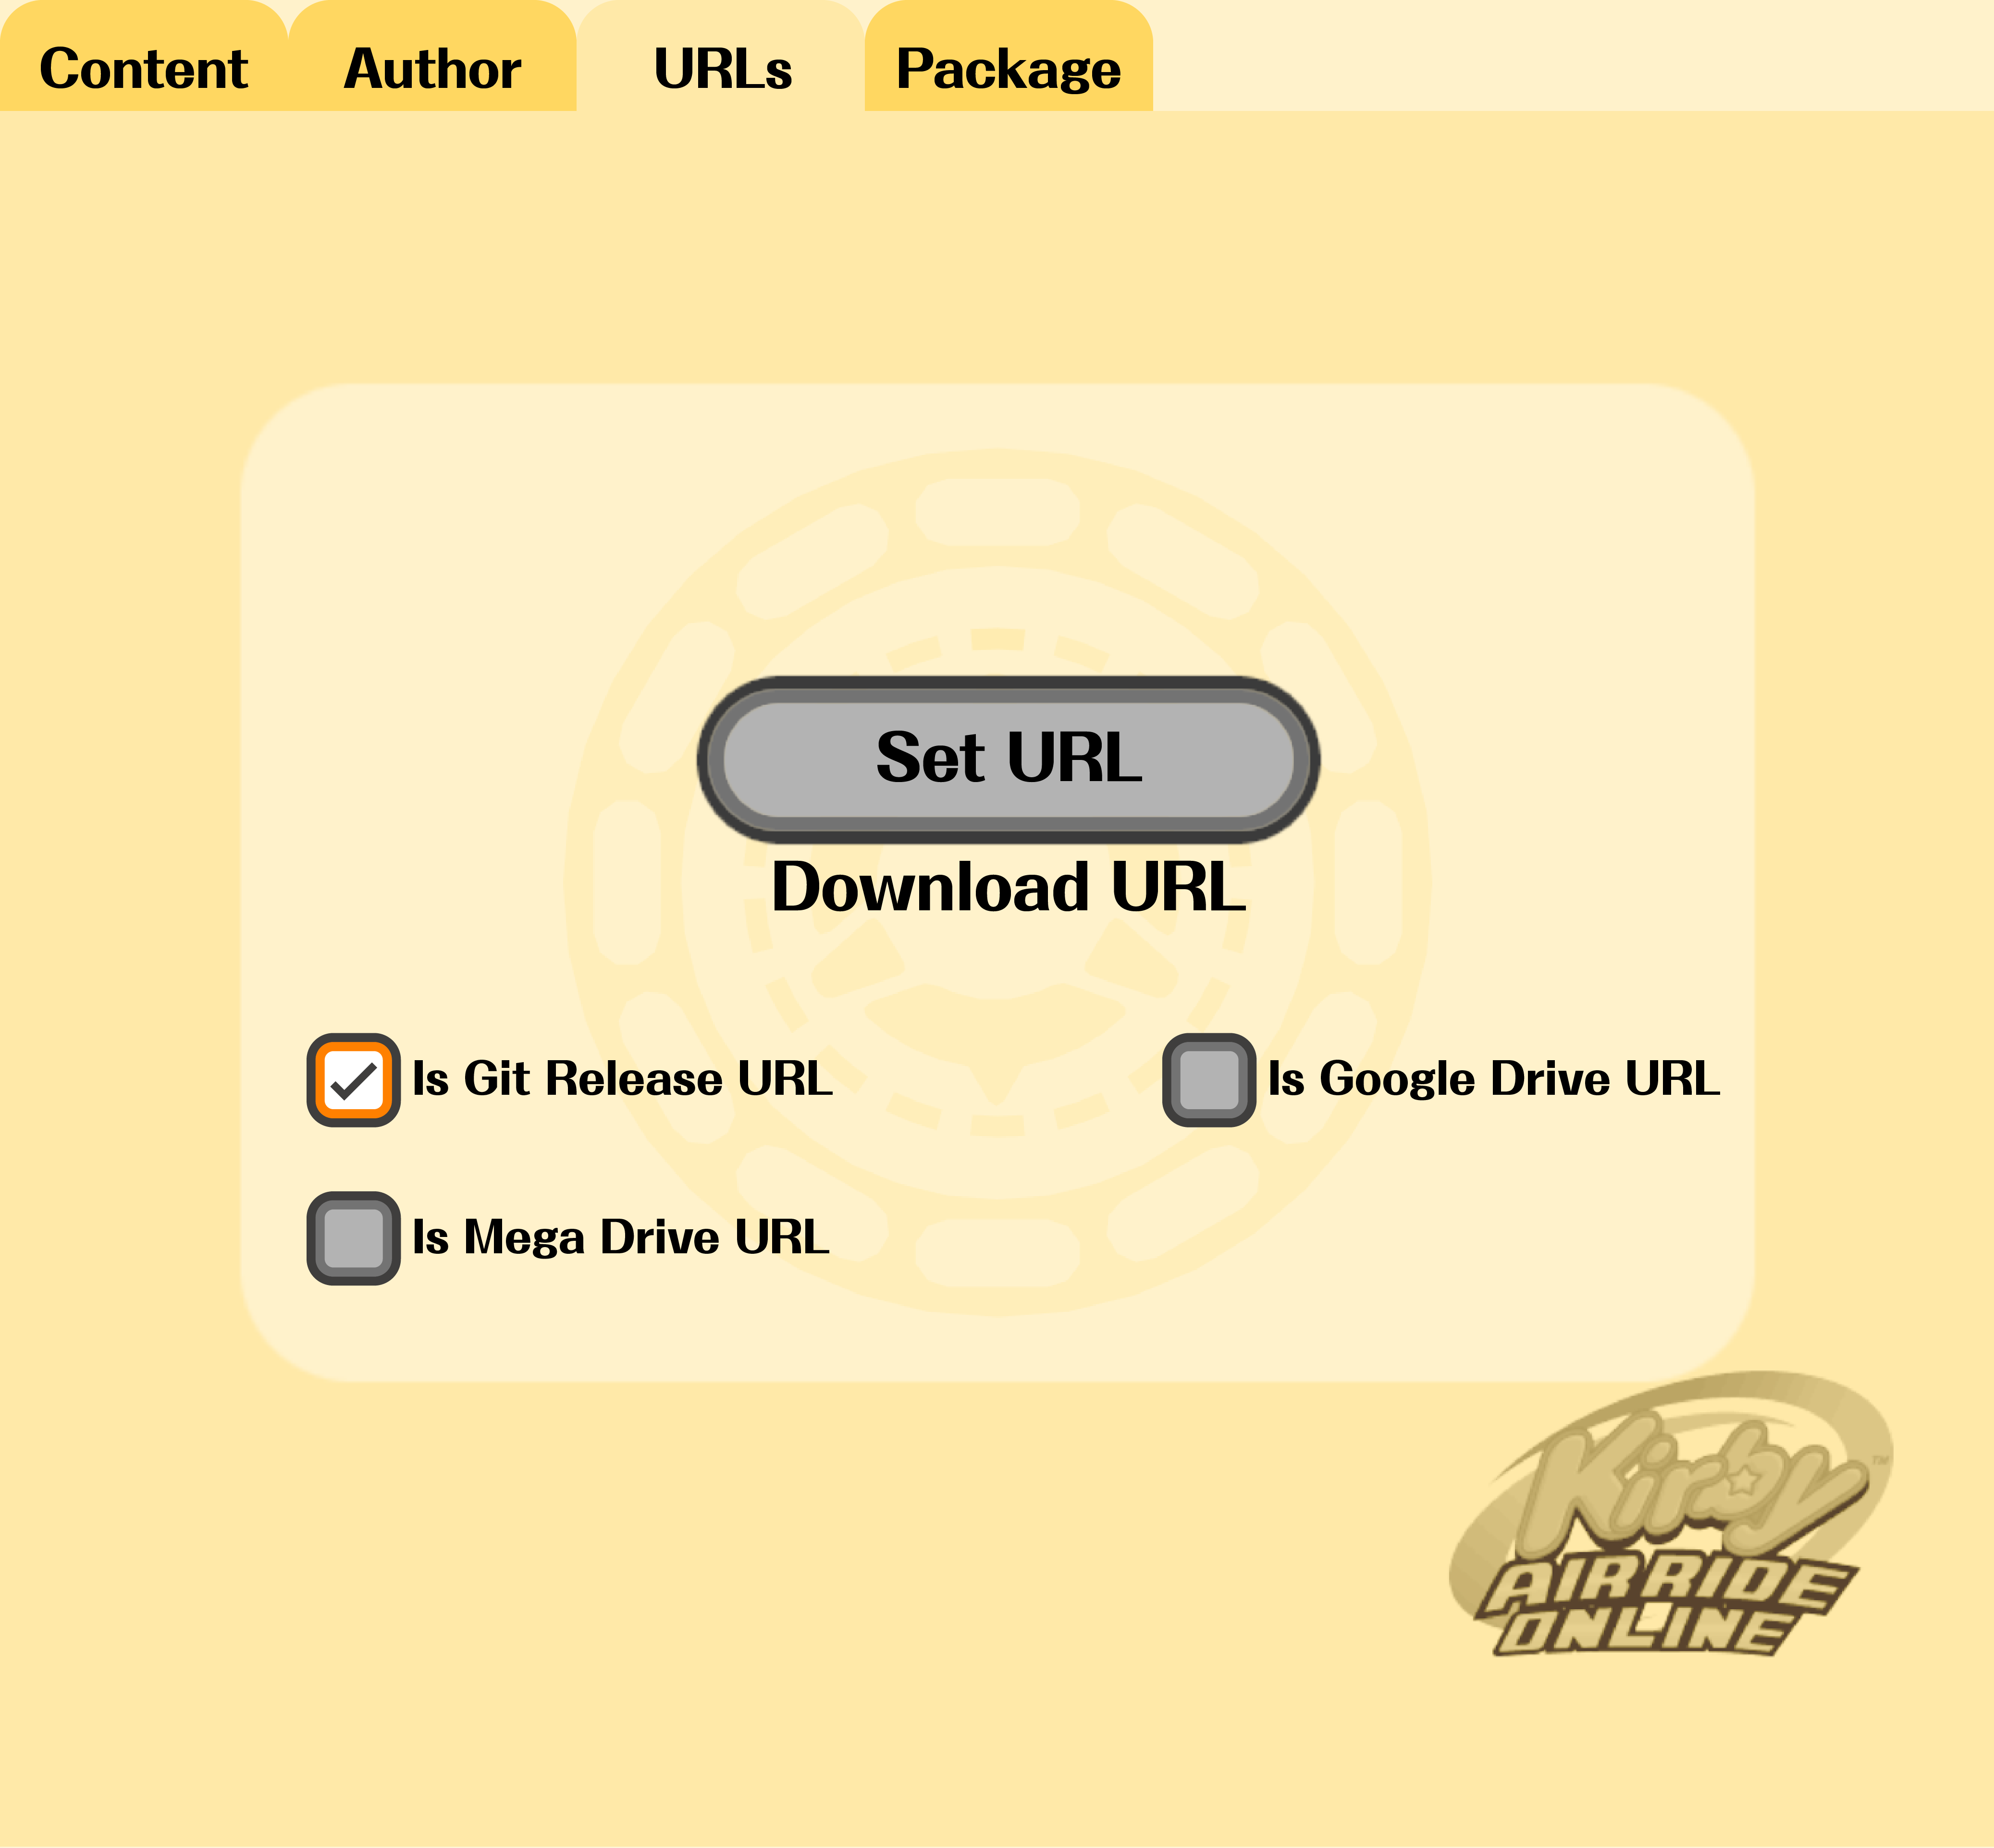 Content Author URLs Package
Set URL
Download URL
Is Git Release URL Is Google Drive URL
Is Mega Drive URL
Kirby TM
AIR RIDE
ONLINE